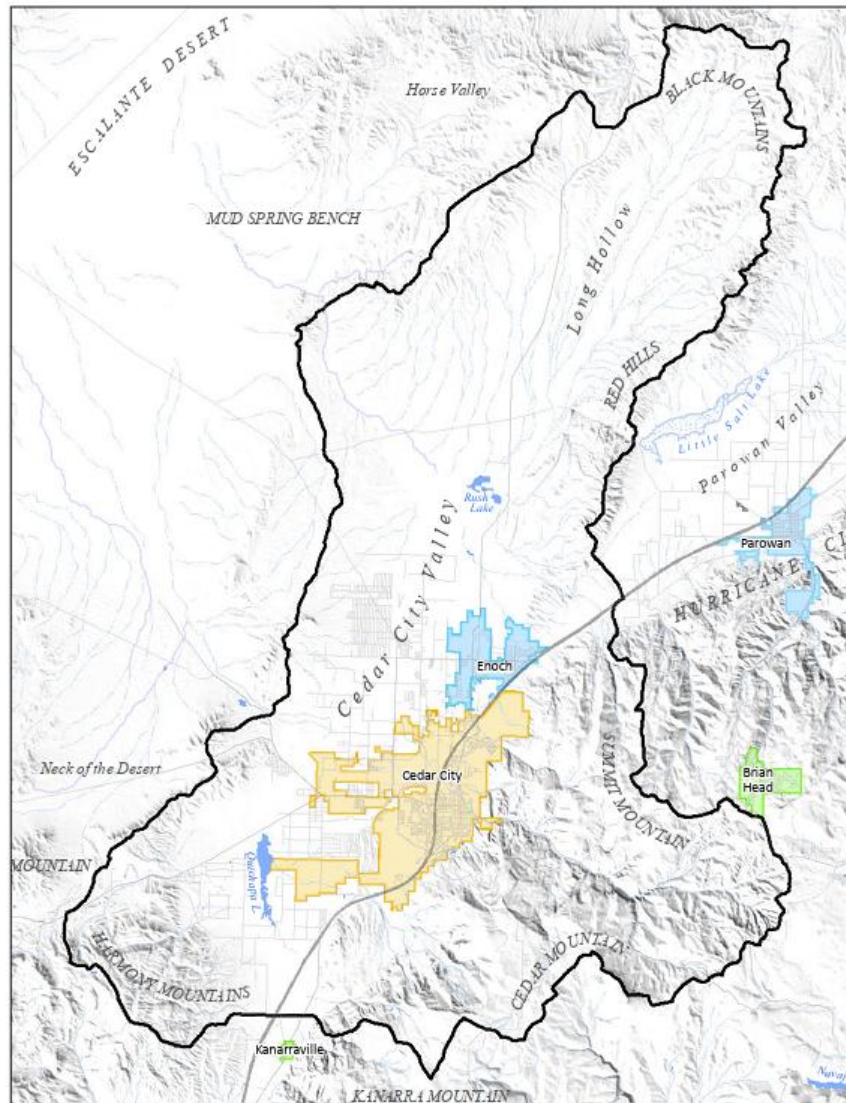 ESCALANTE DESERT
Horse Valley
BLACK MOUNTAINS
MUD SPRING BENCH
Long Hollow
RED HILLS
Little Salt Lake
Parowan Valley
Rush
Lake
Cedar City Valley
Parowan
HURRICANE CL
Enoch
Neck of the Desert
Cedar City
SUMMIT MOUNTAIN
Brian
Head
MOUNTAIN
Quichapa L.
HARMONY MOUNTAINS
CEDAR MOUNTAIN
Kanarraville
Navaj
KANARRA MOUNTAIN